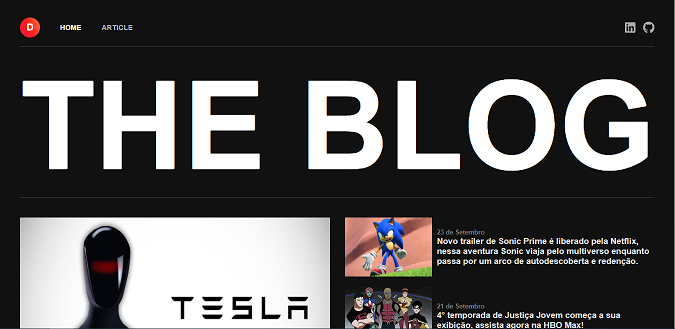 D
HOME
ARTICLE
THE BLOG
TESLA
23 de Setembro
Novo trailer de Sonic Prime é liberado pela Netflix,
nessa aventura Sonic viaja pelo multiverso enquanto
passa por um arco de autodescoberta e redenção.
21 de Setembro
4° temporada de Justiça Jovem começa a sua
exibição, assista agora na HBO Max!